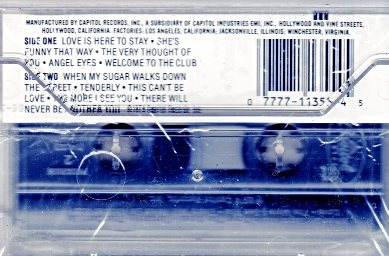 MANUFACTURED BY CAPITOL RECORDS, INC., A SUBSIDIARY OF CAPITOL INDUSTRIES-EMI, INC., HOLLYWOOD AND VINE STREETS,
HOLLYWOOD, CALIFORNIA. FACTORIES: LOS ANGELES, CALIFORNIA, JACKSONVILLE, ILLINOIS, WINCHESTER, VIRGINIA.
SIDE ONE LOVE IS HERE TO STAY • SHE'S
FUNNY THAT WAY • THE VERY THOUGHT OF
YOU • ANGEL EYES • WELCOME TO THE CLUB
SIDE TWO WHEN MY SUGAR WALKS DOWN
THE STREET • TENDERLY • THIS CAN'T BE
LOVE • THE MORE I SEE YOU • THERE WILL
NEVER BE ANOTHER YOU
0 7777-1135 4 5